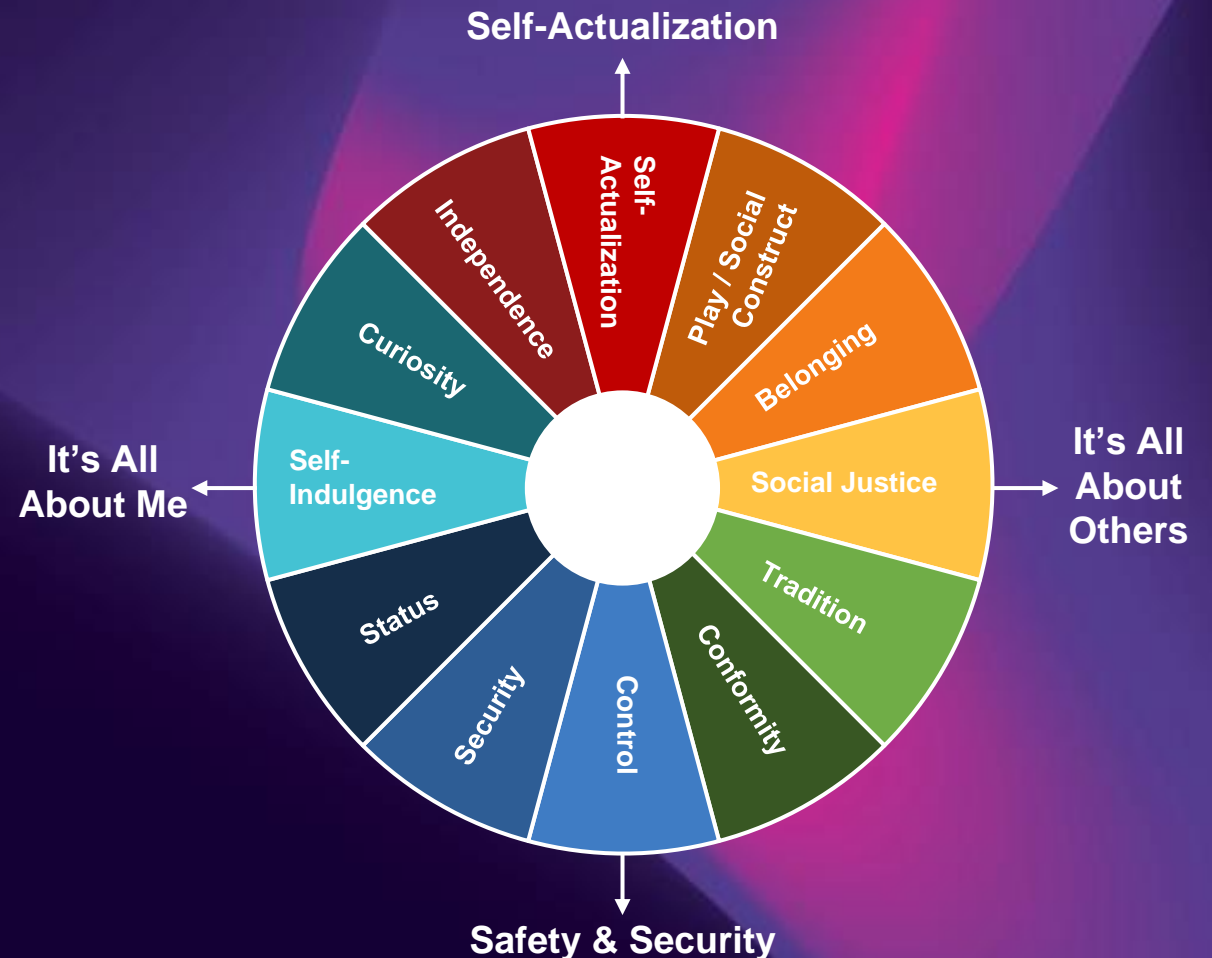 Self-Actualization
Self-
Actualization
Play / Social
Construct
Belonging
Social Justice
Tradition
Conformity
Control
Security
Status
Self-
Indulgence
Curiosity
Independence
It’s All
About Me
It’s All
About
Others
Safety & Security